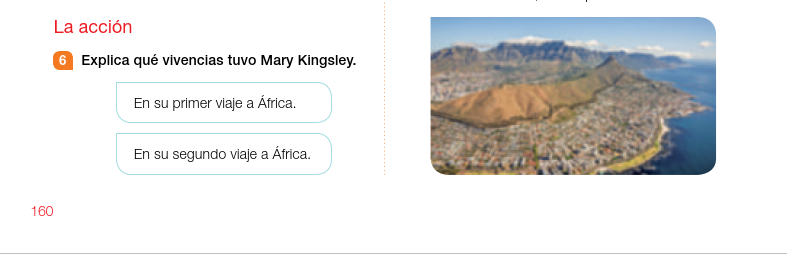 La acción
6 Explica qué vivencias tuvo Mary Kingsley.
En su primer viaje a África.
En su segundo viaje a África.
160